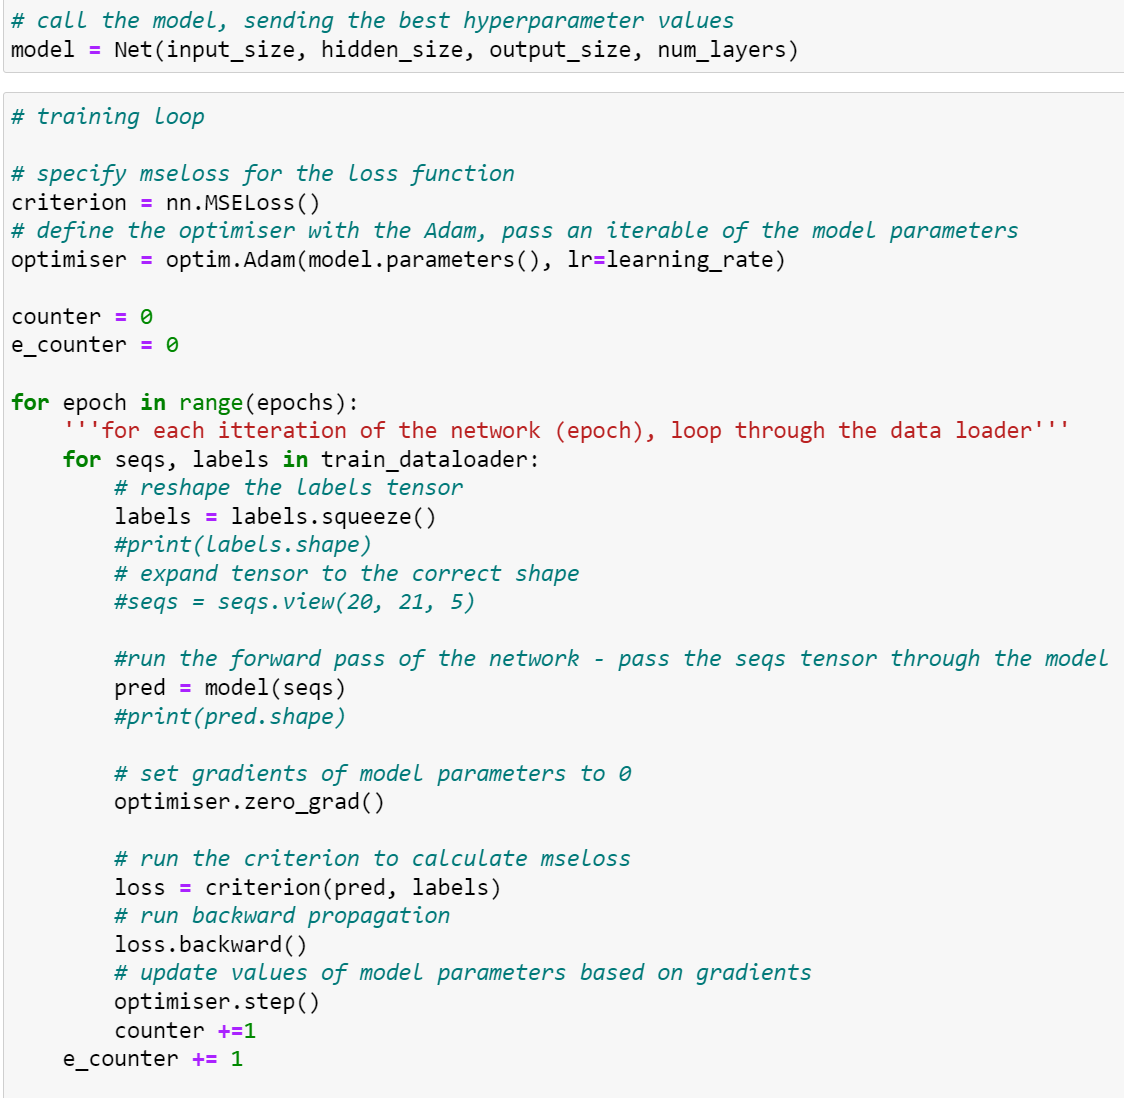 # call the model, sending the best hyperparameter values
model = Net(input_size, hidden_size, output_size, num_layers)
# training loop
# specify mseloss for the loss function
criterion = nn.MSELoss()
# define the optimiser with the Adam, pass an iterable of the model parameters
optimiser = optim.Adam(model.parameters(), lr=learning_rate)
counter = 0
e_counter = 0
for epoch in range(epochs):
    '''for each itteration of the network (epoch), loop through the data loader'''
    for seqs, labels in train_dataloader:
        # reshape the labels tensor
        labels = labels.squeeze()
        #print(labels.shape)
        # expand tensor to the correct shape
        #seqs = seqs.view(20, 21, 5)
        #run the forward pass of the network - pass the seqs tensor through the model
        pred = model(seqs)
        #print(pred.shape)
        # set gradients of model parameters to 0
        optimiser.zero_grad()
        # run the criterion to calculate mseloss
        loss = criterion(pred, labels)
        # run backward propagation
        loss.backward()
        # update values of model parameters based on gradients
        optimiser.step()
        counter +=1
    e_counter += 1